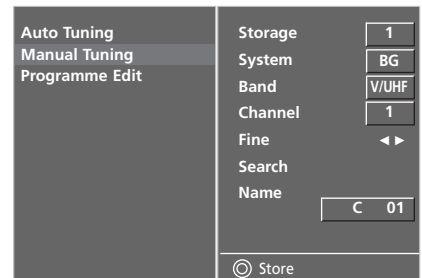 Auto Tuning
Manual Tuning
Programme Edit
Storage 1
System BG
Band V/UHF
Channel 1
Fine ◄ ►
Search
Name
C 01
Store